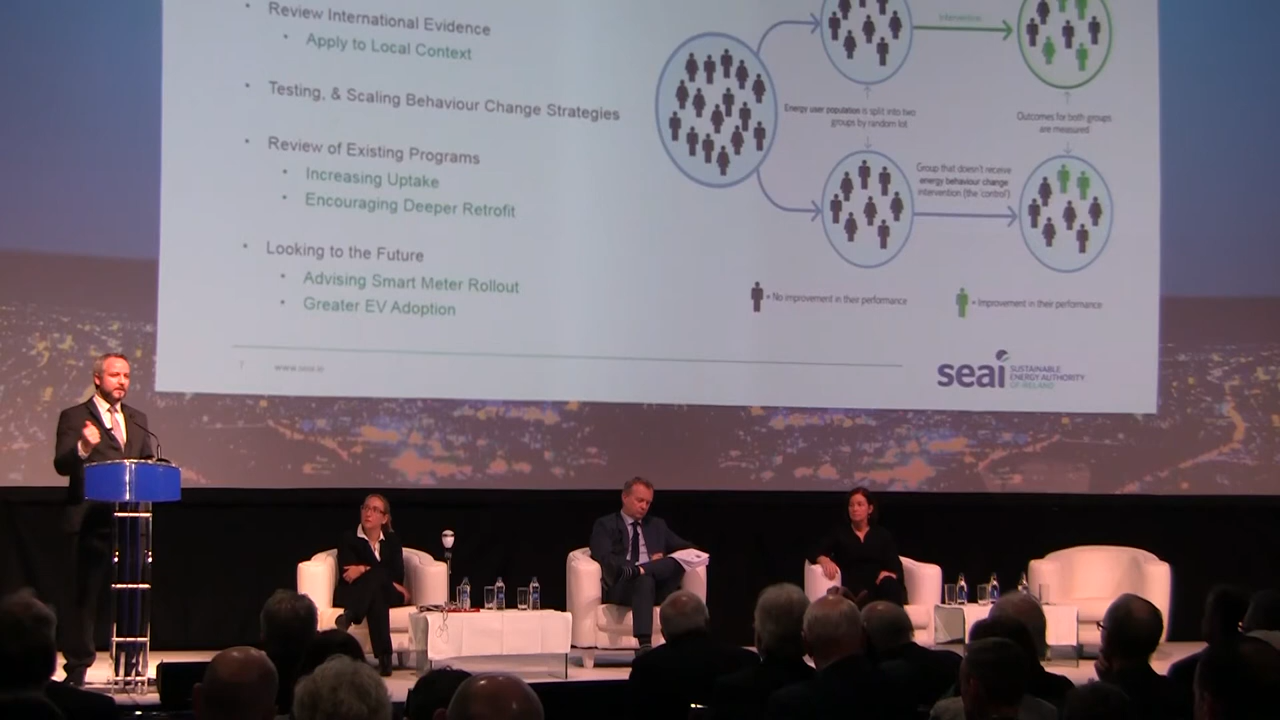 Review International Evidence
Apply to Local Context
Testing, & Scaling Behaviour Change Strategies
Review of Existing Programs
Increasing Uptake
Encouraging Deeper Retrofit
Looking to the Future
Advising Smart Meter Rollout
Greater EV Adoption
Intervention
Energy user population is split into two
groups by random lot
Outcomes for both groups
are measured
Group that doesn't receive
energy behaviour change
intervention (the 'control')
= No improvement in their performance
= Improvement in their performance
www.seai.ie
seai SUSTAINABLE
ENERGY AUTHORITY
OF IRELAND